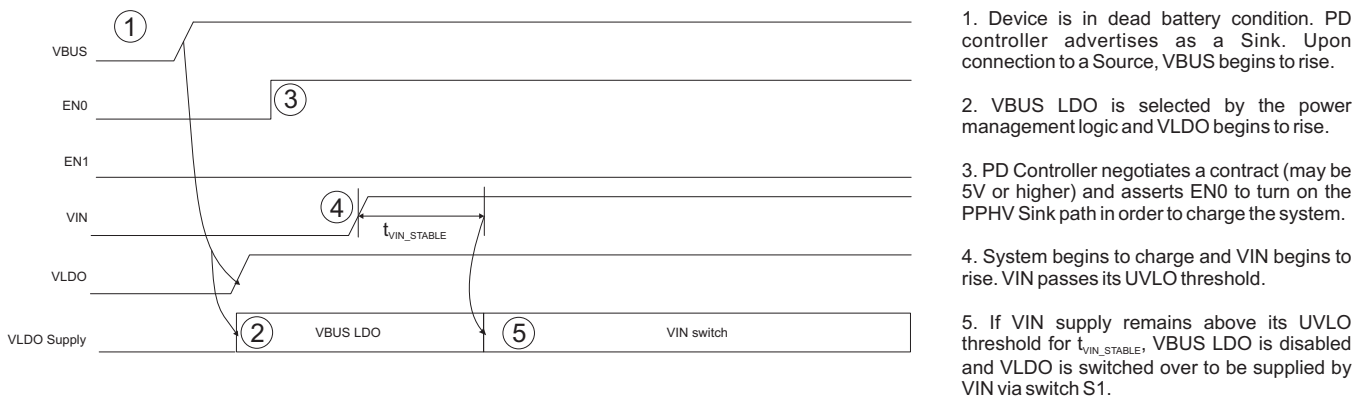 1
VBUS
EN0
3
EN1
VIN
4
tVIN_STABLE
VLDO
VLDO Supply
2
VBUS LDO
5
VIN switch
1. Device is in dead battery condition. PD
controller advertises as a Sink. Upon
connection to a Source, VBUS begins to rise.
2. VBUS LDO is selected by the power
management logic and VLDO begins to rise.
3. PD Controller negotiates a contract (may be
5V or higher) and asserts EN0 to turn on the
PPHV Sink path in order to charge the system.
4. System begins to charge and VIN begins to
rise. VIN passes its UVLO threshold.
5. If VIN supply remains above its UVLO
threshold for tVIN_STABLE, VBUS LDO is disabled
and VLDO is switched over to be supplied by
VIN via switch S1.